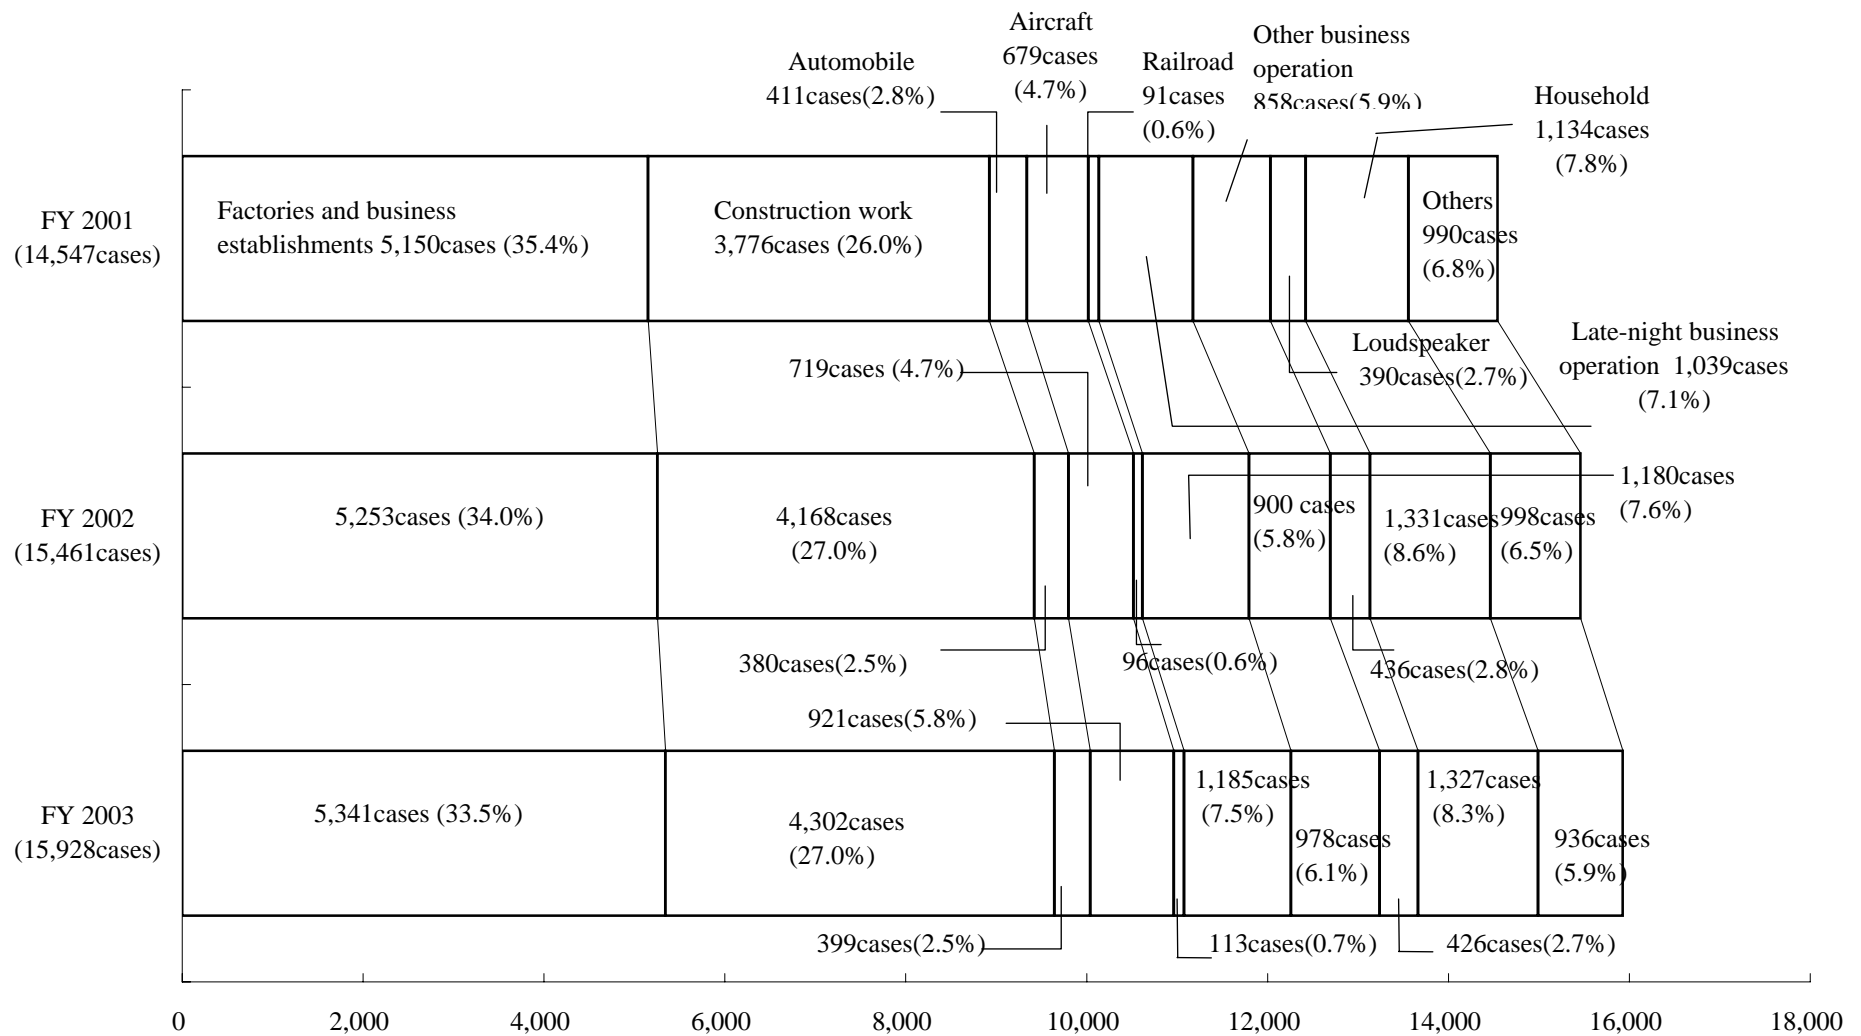 Aircraft
679cases
(4.7%)
Automobile
411cases(2.8%)
Railroad
91cases
(0.6%)
Other business
operation
858cases(5.9%)
Household
1,134cases
(7.8%)
FY 2001
(14,547cases)
Factories and business
establishments 5,150cases (35.4%)
Construction work
3,776cases (26.0%)
Others
990cases
(6.8%)
719cases (4.7%)
Loudspeaker
390cases(2.7%)
Late-night business
operation 1,039cases
(7.1%)
FY 2002
(15,461cases)
5,253cases (34.0%)
4,168cases
(27.0%)
900 cases
(5.8%)
1,331cases
(8.6%)
998cases
(6.5%)
1,180cases
(7.6%)
380cases(2.5%)
96cases(0.6%)
436cases(2.8%)
921cases(5.8%)
FY 2003
(15,928cases)
5,341cases (33.5%)
4,302cases
(27.0%)
1,185cases
(7.5%)
978cases
(6.1%)
1,327cases
(8.3%)
936cases
(5.9%)
399cases(2.5%)
113cases(0.7%)
426cases(2.7%)
0 2,000 4,000 6,000 8,000 10,000 12,000 14,000 16,000 18,000